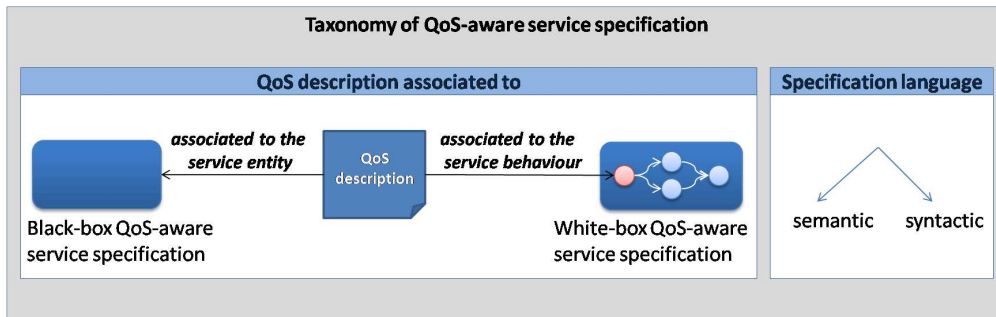 Taxonomy of QoS-aware service specification
QoS description associated to
Specification language
associated to the
service entity
QoS
description
associated to the
service behaviour
Black-box QoS-aware
service specification
White-box QoS-aware
service specification
semantic
syntactic